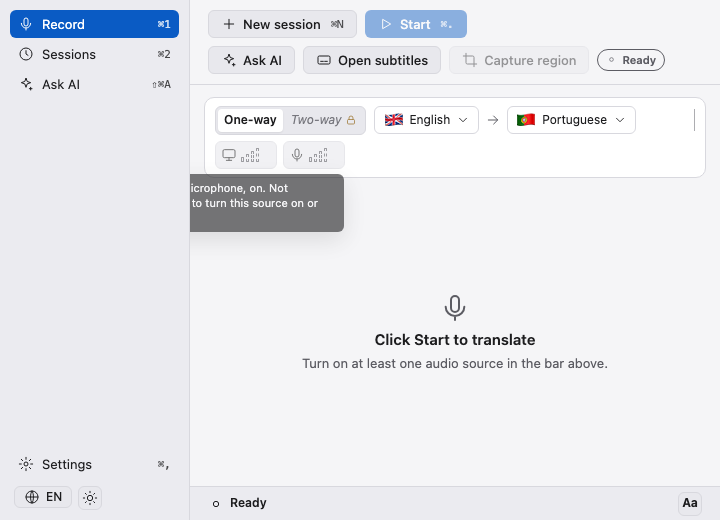 Record ⌘1
Sessions ⌘2
Ask AI ⇧⌘A
Settings ⌘,
EN
New session ⌘N
Start ⌘.
Ask AI
Open subtitles
Capture region
Ready
One-way
Two-way
English
→
Portuguese
icrophone, on. Not
to turn this source on or
Click Start to translate
Turn on at least one audio source in the bar above.
Ready
Aa